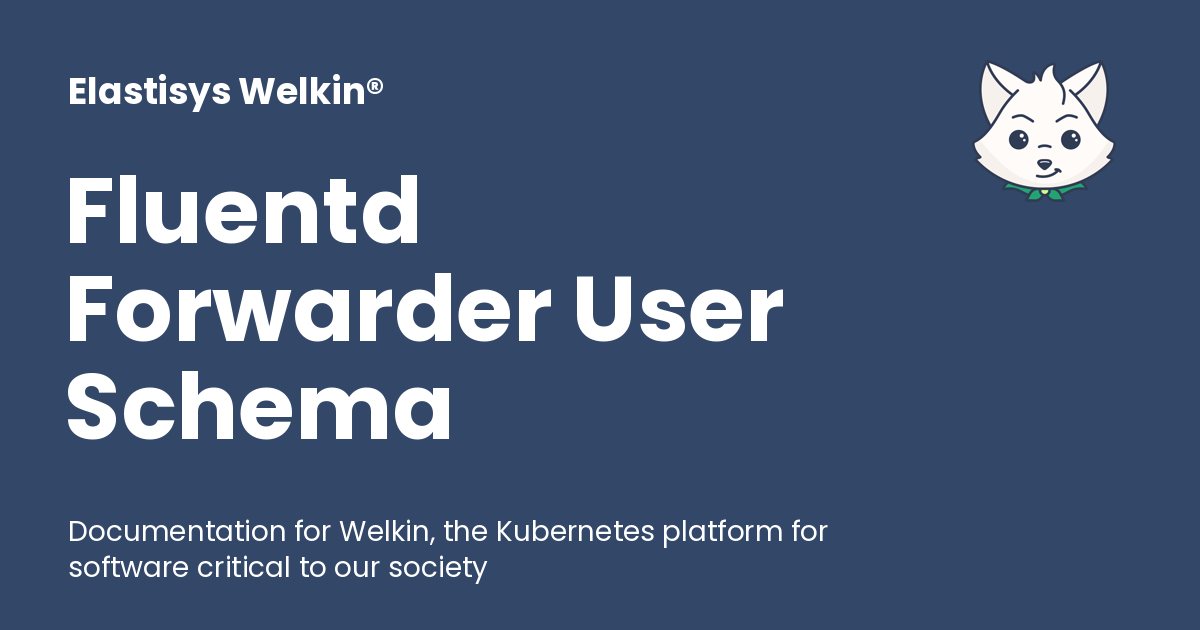 Elastisys Welkin®
Fluentd
Forwarder User
Schema
Documentation for Welkin, the Kubernetes platform for
software critical to our society